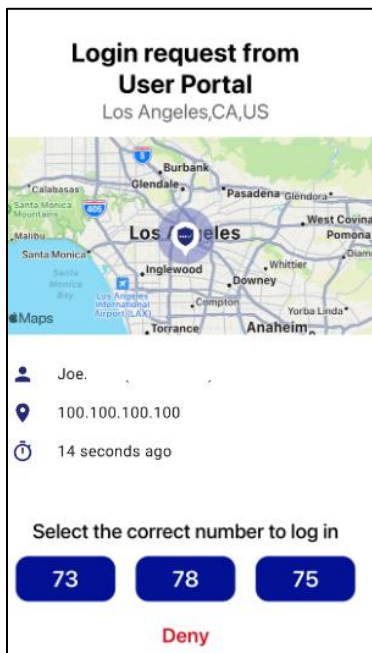 Login request from
User Portal
Los Angeles,CA,US
5
Burbank
Calabasas
Glendale
Pasadena
Glendora
Santa Monica
Mountains
405
West Covina
Malibu
Los Angeles
Pomona
Santa Monica
Inglewood
Whittier
Santa
Monica
Bay
Los Angeles
International
Airport (LAX)
Downey
Compton
Yorba Linda
Maps
Torrance
Anaheim
Joe.
100.100.100.100
14 seconds ago
Select the correct number to log in
73 78 75
Deny